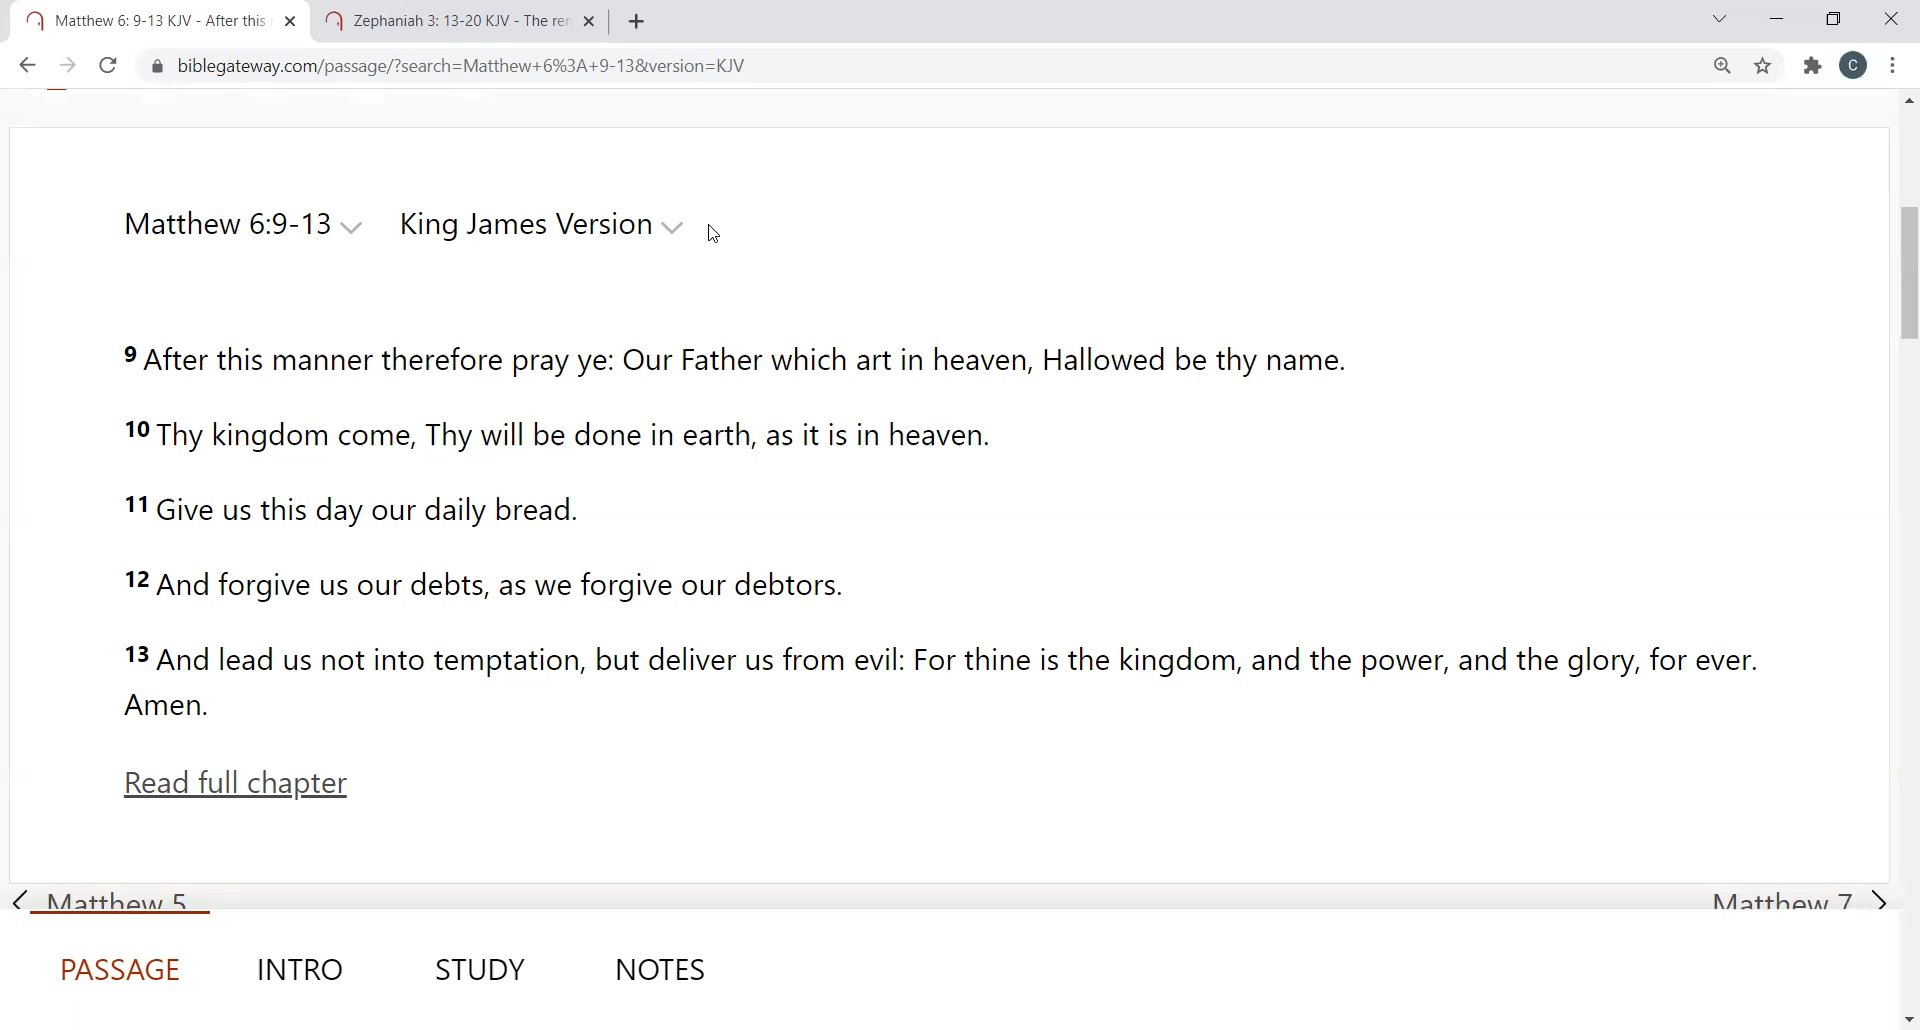 Matthew 6: 9-13 KJV - After this
Zephaniah 3: 13-20 KJV - The ren
biblegateway.com/passage/?search=Matthew+6%3A+9-13&version=KJV
C
Matthew 6:9-13 King James Version
9 After this manner therefore pray ye: Our Father which art in heaven, Hallowed be thy name.
10 Thy kingdom come, Thy will be done in earth, as it is in heaven.
11 Give us this day our daily bread.
12 And forgive us our debts, as we forgive our debtors.
13 And lead us not into temptation, but deliver us from evil: For thine is the kingdom, and the power, and the glory, for ever.
Amen.
Read full chapter
Matthew 5 Matthew 7
PASSAGE INTRO STUDY NOTES